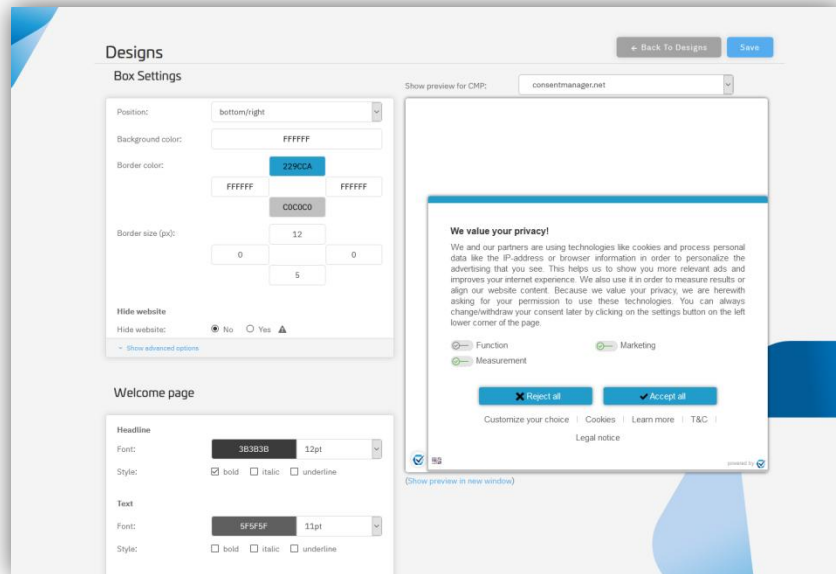 Designs
← Back To Designs
Save
Box Settings
Show preview for CMP:
consentmanager.net
Position:
bottom/right
Background color:
FFFFFF
Border color:
229CCA
FFFFFF
FFFFFF
C0C0C0
Border size (px):
12
0
0
5
Hide website
Hide website:
No
Yes
Show advanced options
Welcome page
Headline
Font:
3B3B3B
12pt
Style:
bold
italic
underline
Text
Font:
5F5F5F
11pt
Style:
bold
italic
underline
We value your privacy!
We and our partners are using technologies like cookies and process personal
data like the IP-address or browser information in order to personalize the
advertising that you see. This helps us to show you more relevant ads and
improves your internet experience. We also use it in order to measure results or
align our website content. Because we value your privacy, we are herewith
asking for your permission to use these technologies. You can always
change/withdraw your consent later by clicking on the settings button on the left
lower corner of the page.
Function
Marketing
Measurement
Reject all
Accept all
Customize your choice | Cookies | Learn more | T&C |
Legal notice
powered by
(Show preview in new window)